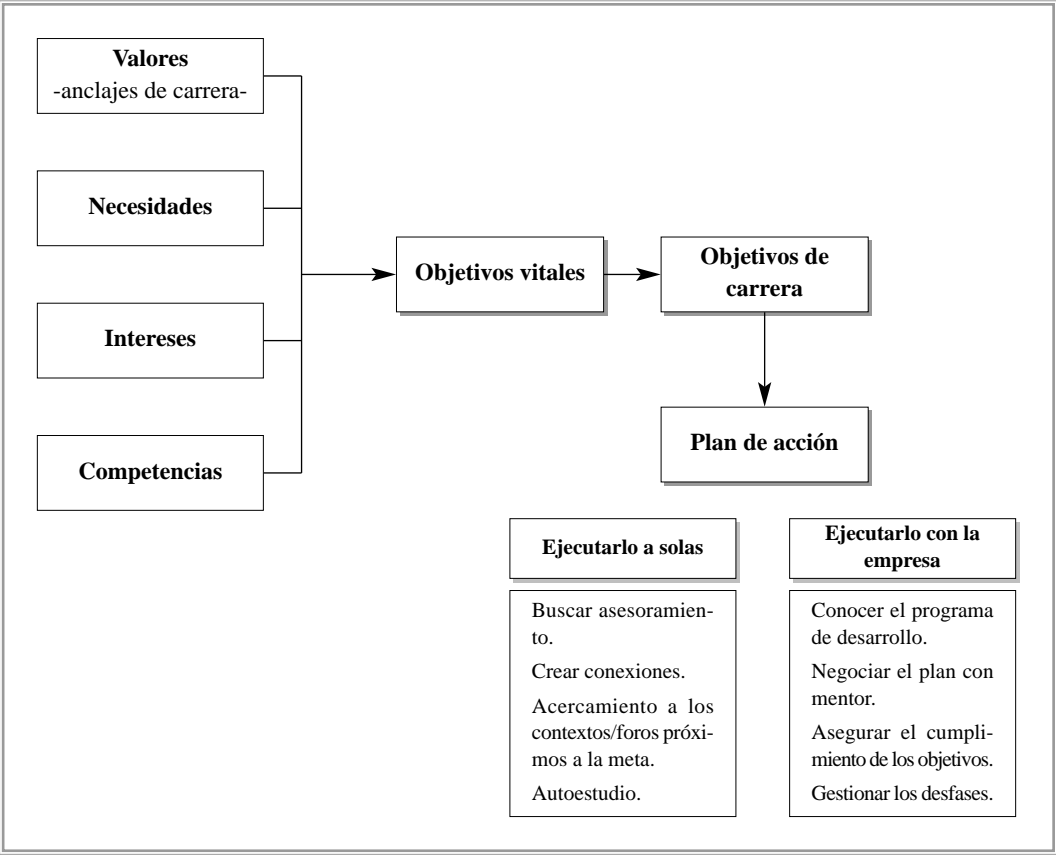 Valores
-anclajes de carrera-
Necesidades
Intereses
Competencias
Objetivos vitales
Objetivos de
carrera
Plan de acción
Ejecutarlo a solas
Buscar asesoramien-
to.
Crear conexiones.
Acercamiento a los
contextos/foros próxi-
mos a la meta.
Autoestudio.
Ejecutarlo con la
empresa
Conocer el programa
de desarrollo.
Negociar el plan con
mentor.
Asegurar el cumpli-
miento de los objetivos.
Gestionar los desfases.